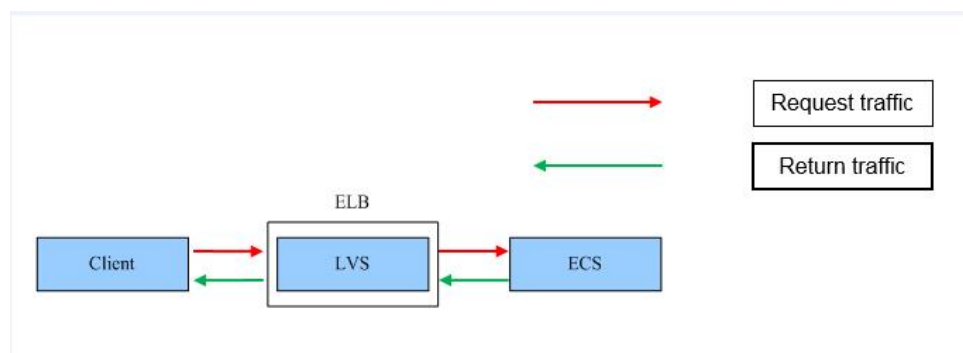 Request traffic
Return traffic
ELB
Client
LVS
ECS